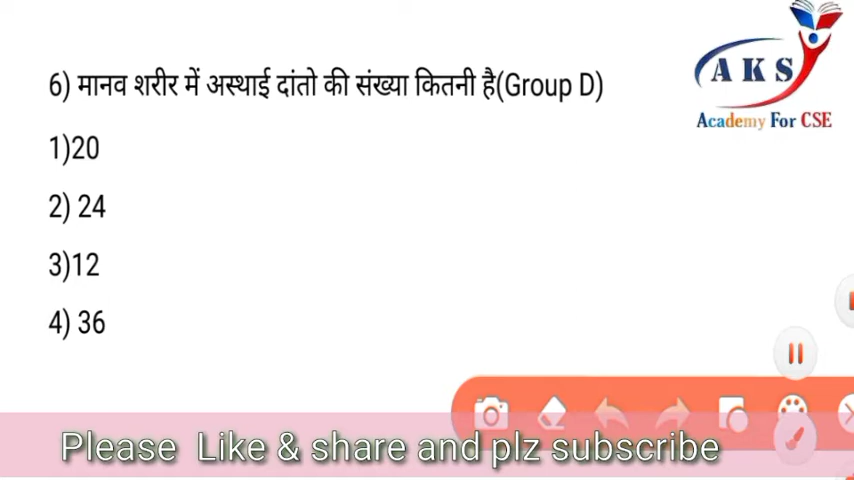 6) मानव शरीर में अस्थाई दांतो की संख्या कितनी है(Group D)
1)20
2) 24
3)12
4) 36
A K S
Academy For CSE
Please Like & share and plz subscribe